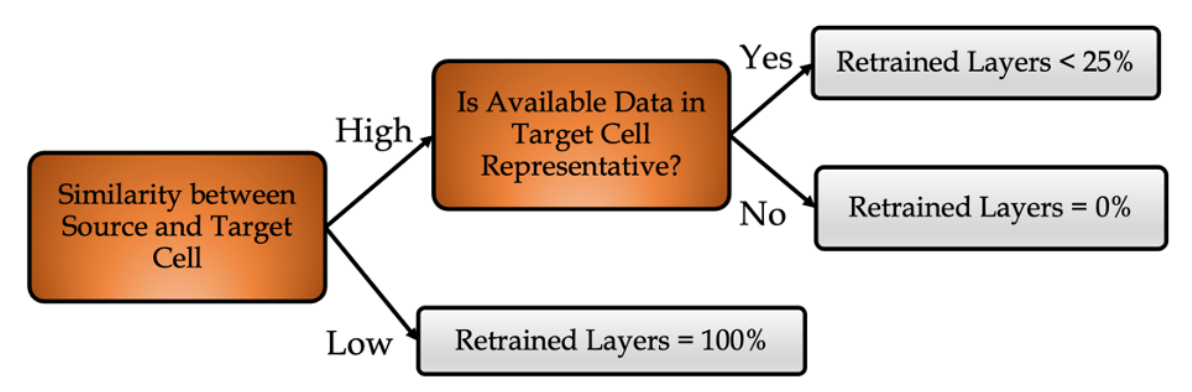 Similarity between
Source and Target
Cell
High
Low
Is Available Data in
Target Cell
Representative?
Yes
No
Retrained Layers < 25%
Retrained Layers = 0%
Retrained Layers = 100%